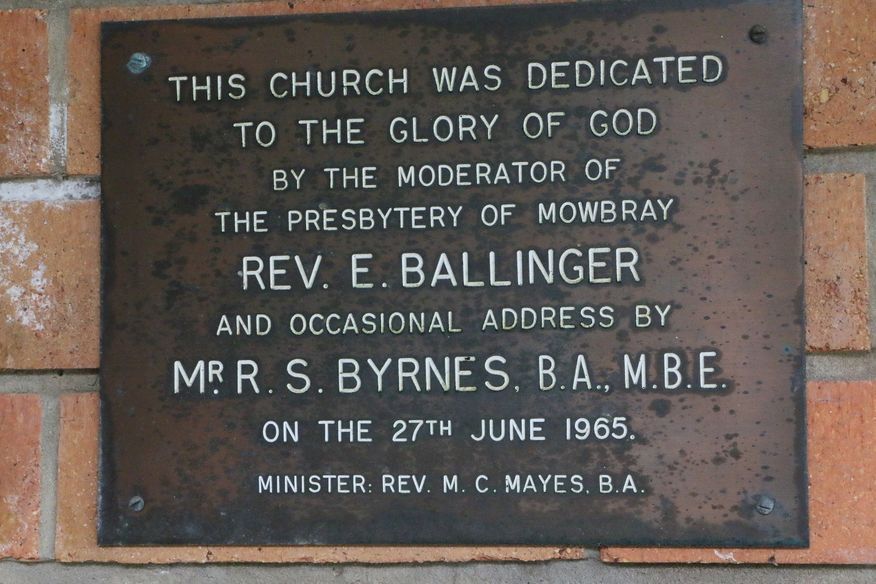 THIS CHURCH WAS DEDICATED
TO THE GLORY OF GOD
BY THE MODERATOR OF
THE PRESBYTERY OF MOWBRAY
REV. E. BALLINGER
AND OCCASIONAL ADDRESS BY
MR. R. S. BYRNES, B.A., M.B.E.
ON THE 27TH JUNE 1965.
MINISTER: REV. M. C. MAYES, B.A.